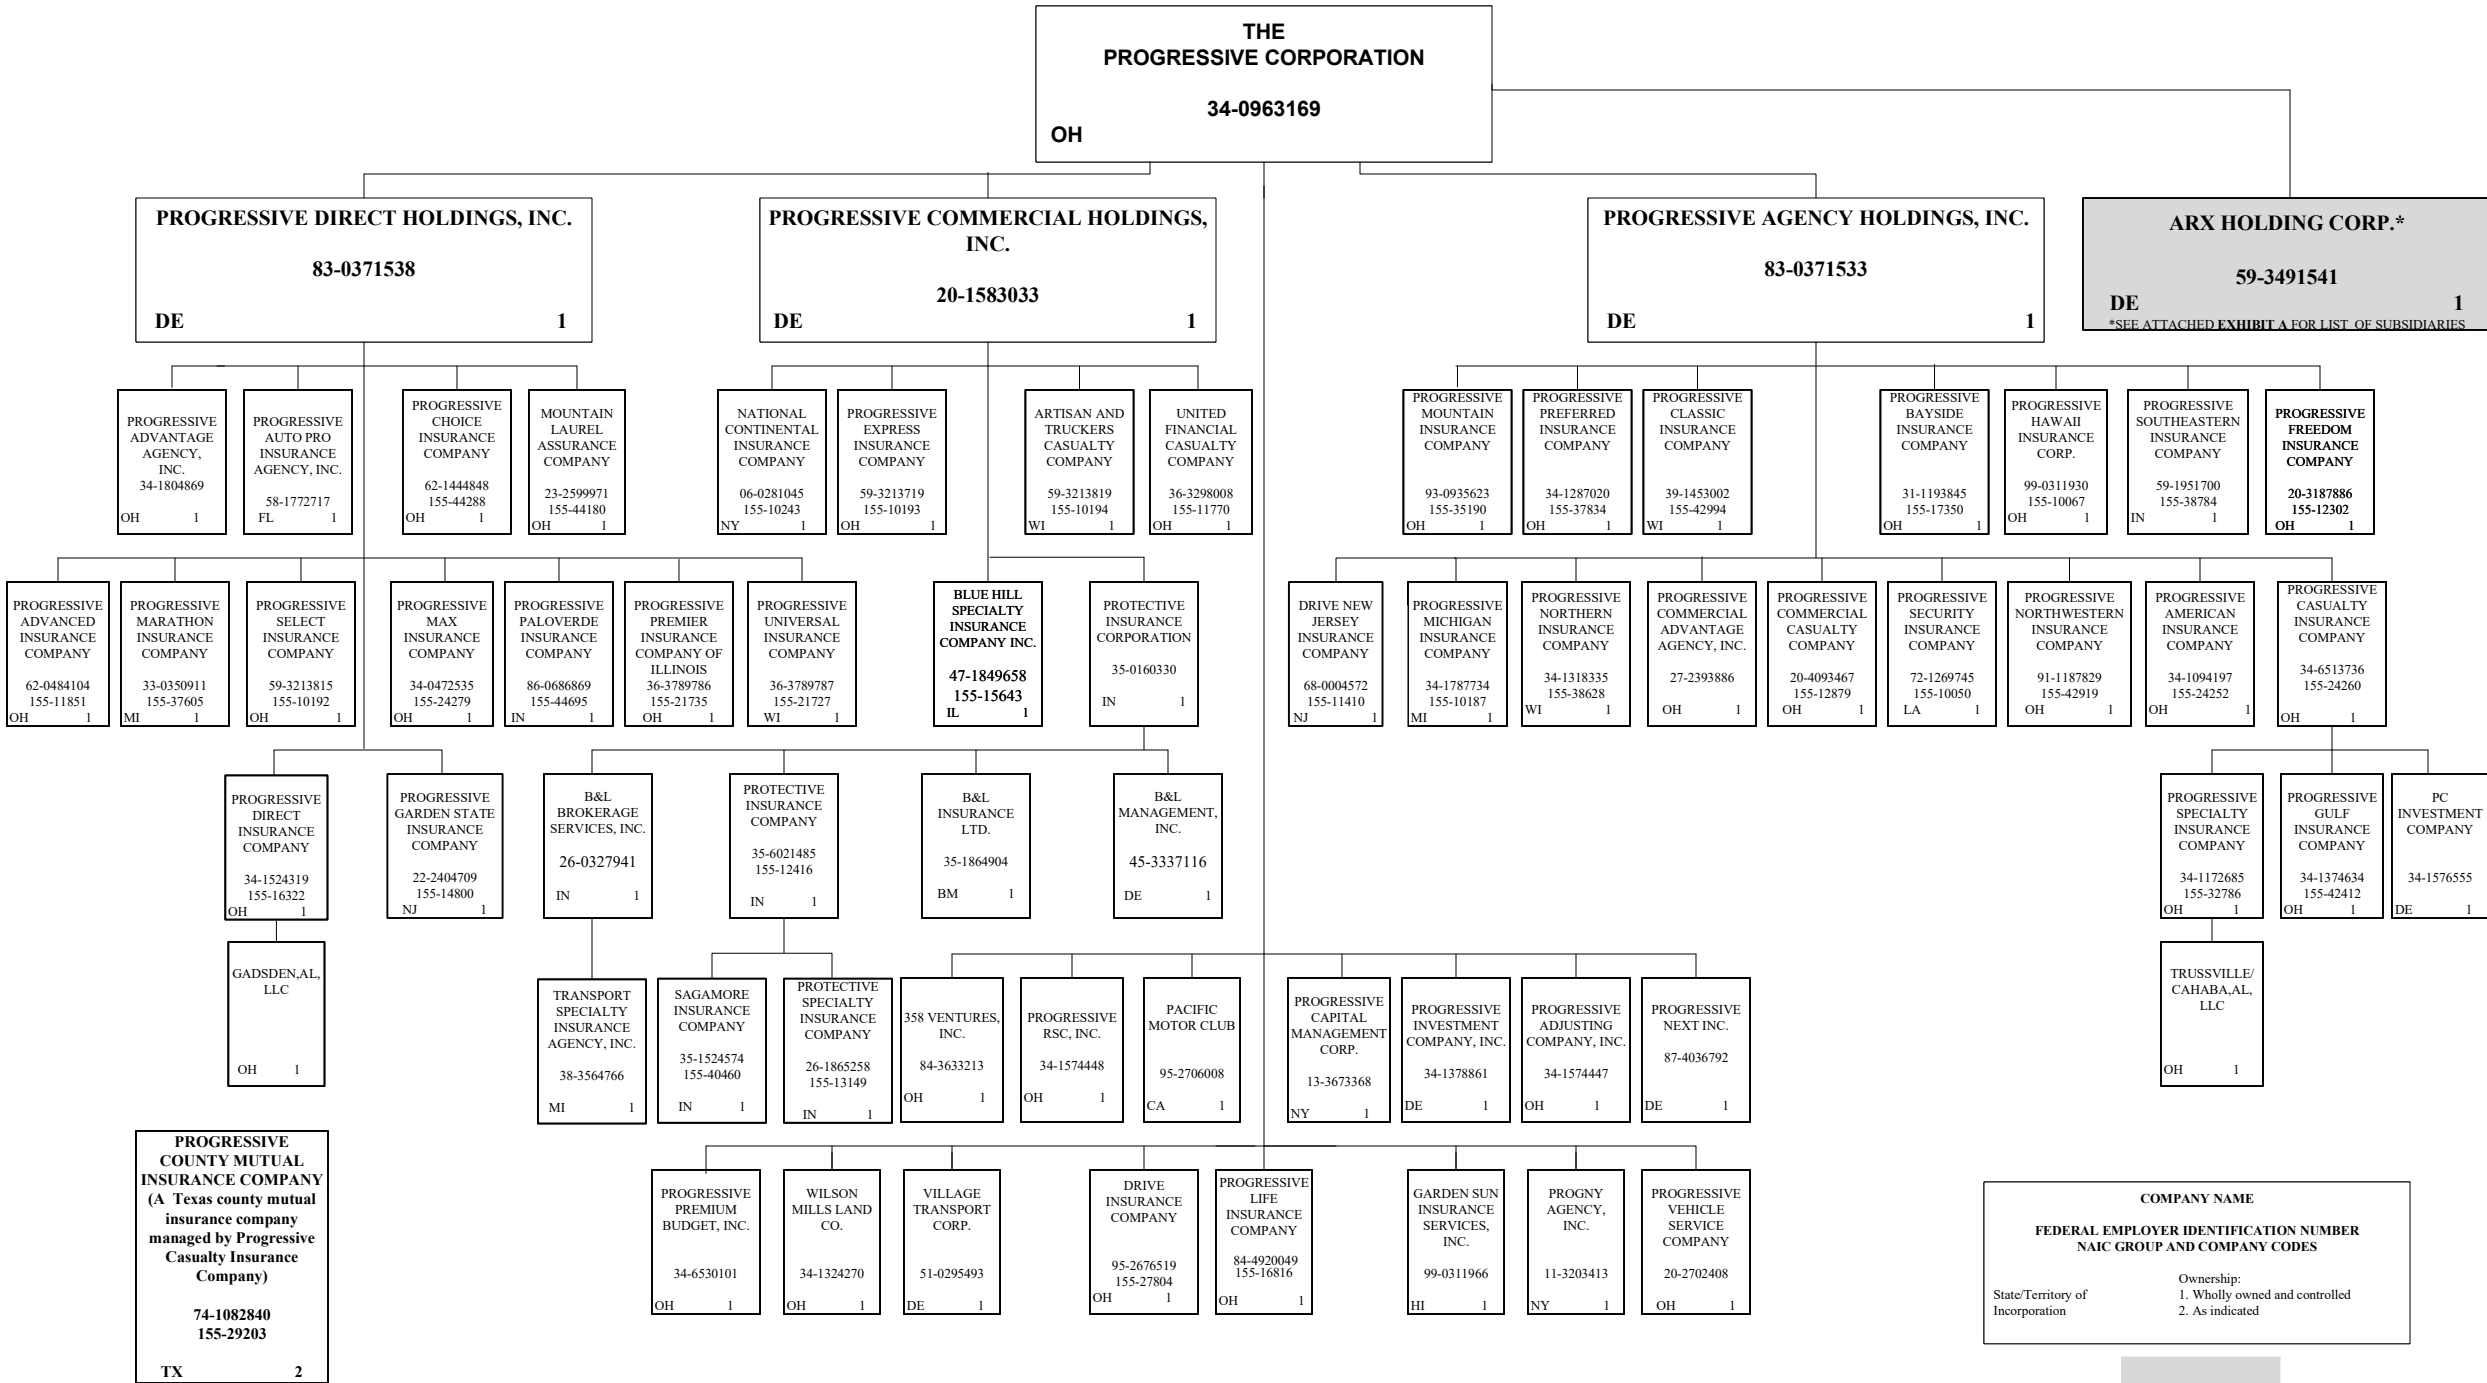 THE
PROGRESSIVE CORPORATION
34-0963169
OH
PROGRESSIVE DIRECT HOLDINGS, INC.
83-0371538
DE 1
PROGRESSIVE COMMERCIAL HOLDINGS,
INC.
20-1583033
DE 1
PROGRESSIVE AGENCY HOLDINGS, INC.
83-0371533
DE 1
ARX HOLDING CORP.*
59-3491541
DE 1
*SEE ATTACHED EXHIBIT A FOR LIST OF SUBSIDIARIES
PROGRESSIVE
ADVANTAGE
AGENCY,
INC.
34-1804869
OH 1
PROGRESSIVE
AUTO PRO
INSURANCE
AGENCY, INC.
58-1772717
FL 1
PROGRESSIVE
CHOICE
INSURANCE
COMPANY
62-1444848
155-44288
OH 1
MOUNTAIN
LAUREL
ASSURANCE
COMPANY
23-2599971
155-44180
OH 1
NATIONAL
CONTINENTAL
INSURANCE
COMPANY
06-0281045
155-10243
NY 1
PROGRESSIVE
EXPRESS
INSURANCE
COMPANY
59-3213719
155-10193
OH 1
ARTISAN AND
TRUCKERS
CASUALTY
COMPANY
59-3213819
155-10194
WI 1
UNITED
FINANCIAL
CASUALTY
COMPANY
36-3298008
155-11770
OH 1
PROGRESSIVE
MOUNTAIN
INSURANCE
COMPANY
93-0935623
155-35190
OH 1
PROGRESSIVE
PREFERRED
INSURANCE
COMPANY
34-1287020
155-37834
OH 1
PROGRESSIVE
CLASSIC
INSURANCE
COMPANY
39-1453002
155-42994
WI 1
PROGRESSIVE
BAYSIDE
INSURANCE
COMPANY
31-1193845
155-17350
OH 1
PROGRESSIVE
HAWAII
INSURANCE
CORP.
99-0311930
155-10067
OH 1
PROGRESSIVE
SOUTHEASTERN
INSURANCE
COMPANY
59-1951700
155-38784
IN 1
PROGRESSIVE
FREEDOM
INSURANCE
COMPANY
20-3187886
155-12302
OH 1
PROGRESSIVE
ADVANCED
INSURANCE
COMPANY
62-0484104
155-11851
OH 1
PROGRESSIVE
MARATHON
INSURANCE
COMPANY
33-0350911
155-37605
MI 1
PROGRESSIVE
SELECT
INSURANCE
COMPANY
59-3213815
155-10192
OH 1
PROGRESSIVE
MAX
INSURANCE
COMPANY
34-0472535
155-24279
OH 1
PROGRESSIVE
PALOVERDE
INSURANCE
COMPANY
86-0686869
155-44695
IN 1
PROGRESSIVE
PREMIER
INSURANCE
COMPANY OF
ILLINOIS
36-3789786
155-21735
OH 1
PROGRESSIVE
UNIVERSAL
INSURANCE
COMPANY
36-3789787
155-21727
WI 1
BLUE HILL
SPECIALTY
INSURANCE
COMPANY INC.
47-1849658
155-15643
IL 1
PROTECTIVE
INSURANCE
CORPORATION
35-0160330
IN 1
DRIVE NEW
JERSEY
INSURANCE
COMPANY
68-0004572
155-11410
NJ 1
PROGRESSIVE
MICHIGAN
INSURANCE
COMPANY
34-1787734
155-10187
MI 1
PROGRESSIVE
NORTHERN
INSURANCE
COMPANY
34-1318335
155-38628
WI 1
PROGRESSIVE
COMMERCIAL
ADVANTAGE
AGENCY, INC.
27-2393886
OH 1
PROGRESSIVE
COMMERCIAL
CASUALTY
COMPANY
20-4093467
155-12879
OH 1
PROGRESSIVE
SECURITY
INSURANCE
COMPANY
72-1269745
155-10050
LA 1
PROGRESSIVE
NORTHWESTERN
INSURANCE
COMPANY
91-1187829
155-42919
OH 1
PROGRESSIVE
AMERICAN
INSURANCE
COMPANY
34-1094197
155-24252
OH 1
PROGRESSIVE
CASUALTY
INSURANCE
COMPANY
34-6513736
155-24260
OH 1
PROGRESSIVE
DIRECT
INSURANCE
COMPANY
34-1524319
155-16322
OH 1
PROGRESSIVE
GARDEN STATE
INSURANCE
COMPANY
22-2404709
155-14800
NJ 1
B&L
BROKERAGE
SERVICES, INC.
26-0327941
IN 1
PROTECTIVE
INSURANCE
COMPANY
35-6021485
155-12416
IN 1
B&L
INSURANCE
LTD.
35-1864904
BM 1
B&L
MANAGEMENT,
INC.
45-3337116
DE 1
PROGRESSIVE
SPECIALTY
INSURANCE
COMPANY
34-1172685
155-32786
OH 1
PROGRESSIVE
GULF
INSURANCE
COMPANY
34-1374634
155-42412
OH 1
PC
INVESTMENT
COMPANY
34-1576555
DE 1
GADSDEN,AL,
LLC
OH 1
TRANSPORT
SPECIALTY
INSURANCE
AGENCY, INC.
38-3564766
MI 1
SAGAMORE
INSURANCE
COMPANY
35-1524574
155-40460
IN 1
PROTECTIVE
SPECIALTY
INSURANCE
COMPANY
26-1865258
155-13149
IN 1
358 VENTURES,
INC.
84-3633213
OH 1
PROGRESSIVE
RSC, INC.
34-1574448
OH 1
PACIFIC
MOTOR CLUB
95-2706008
CA 1
PROGRESSIVE
CAPITAL
MANAGEMENT
CORP.
13-3673368
NY 1
PROGRESSIVE
INVESTMENT
COMPANY, INC.
34-1378861
DE 1
PROGRESSIVE
ADJUSTING
COMPANY, INC.
34-1574447
OH 1
PROGRESSIVE
NEXT INC.
87-4036792
DE 1
TRUSSVILLE/
CAHABA,AL,
LLC
OH 1
PROGRESSIVE
COUNTY MUTUAL
INSURANCE COMPANY
(A Texas county mutual
insurance company
managed by Progressive
Casualty Insurance
Company)
74-1082840
155-29203
TX 2
PROGRESSIVE
PREMIUM
BUDGET, INC.
34-6530101
OH 1
WILSON
MILLS LAND
CO.
34-1324270
OH 1
VILLAGE
TRANSPORT
CORP.
51-0295493
DE 1
DRIVE
INSURANCE
COMPANY
95-2676519
155-27804
OH 1
PROGRESSIVE
LIFE
INSURANCE
COMPANY
84-4920049
155-16816
OH 1
GARDEN SUN
INSURANCE
SERVICES,
INC.
99-0311966
HI 1
PROGNY
AGENCY,
INC.
11-3203413
NY 1
PROGRESSIVE
VEHICLE
SERVICE
COMPANY
20-2702408
OH 1
COMPANY NAME
FEDERAL EMPLOYER IDENTIFICATION NUMBER
NAIC GROUP AND COMPANY CODES
State/Territory of
Incorporation
Ownership:
1. Wholly owned and controlled
2. As indicated